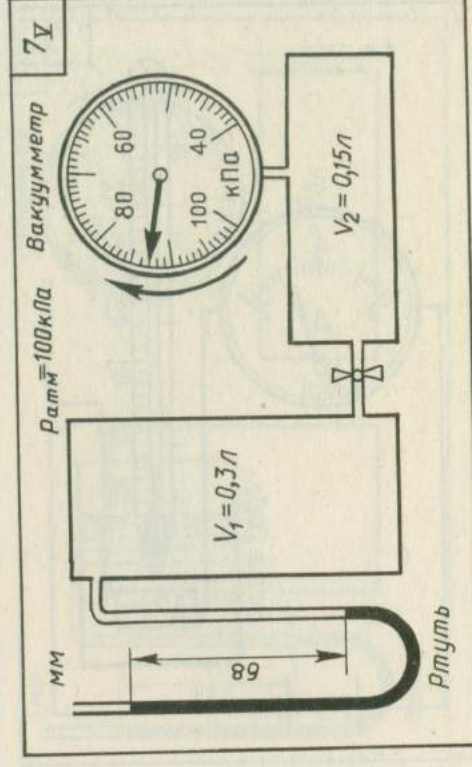 7V
Pатм=100кПа Вакуумметр
60
80
40
100
кПа
мм
V₁=0,3л
V₂=0,15л
89
Ртуть